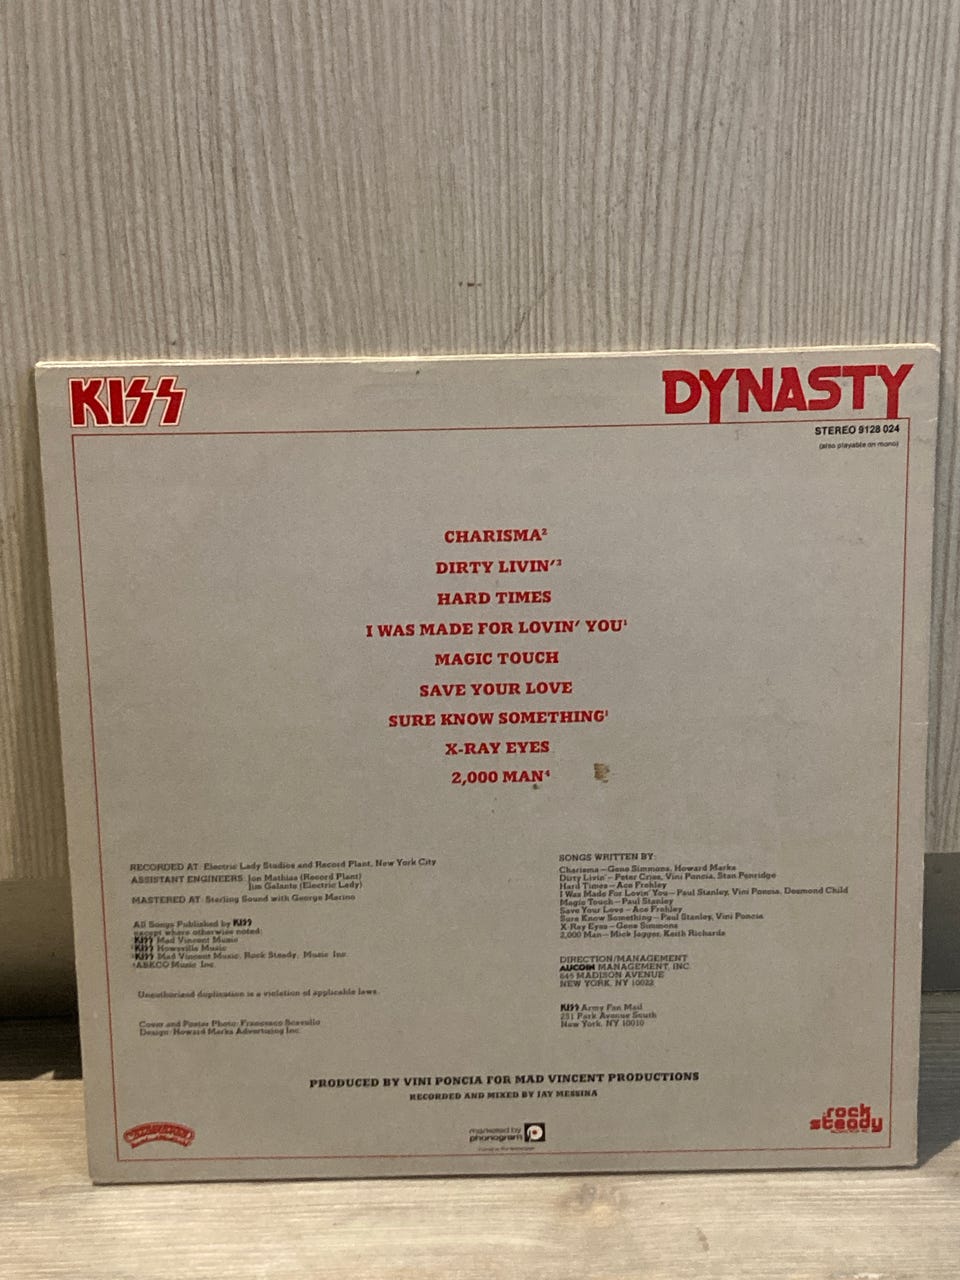 KISS
DYNASTY
STEREO 9128 024
(also playable on mono)
CHARISMA²
DIRTY LIVIN'³
HARD TIMES
I WAS MADE FOR LOVIN' YOU¹
MAGIC TOUCH
SAVE YOUR LOVE
SURE KNOW SOMETHING¹
X-RAY EYES
2,000 MAN⁴
RECORDED AT: Electric Lady Studios and Record Plant, New York City
ASSISTANT ENGINEERS: Jon Mathias (Record Plant)
Jim Galante (Electric Lady)
MASTERED AT: Sterling Sound with George Marino
All Songs Published by KISS
except where otherwise noted:
KISS Mad Vincent Music
KISS Howsville Music
³KISS Mad Vincent Music, Rock Steady, Music Inc.
⁴ABKCO Music Inc.
Unauthorized duplication is a violation of applicable laws.
Cover and Poster Photo: Francesco Scavullo
Design: Howard Marks Advertising Inc.
SONGS WRITTEN BY:
Charisma—Gene Simmons, Howard Marks
Dirty Livin'—Peter Criss, Vini Poncia, Stan Penridge
Hard Times—Ace Frehley
I Was Made For Lovin' You—Paul Stanley, Vini Poncia, Desmond Child
Magic Touch—Paul Stanley
Save Your Love—Ace Frehley
Sure Know Something—Paul Stanley, Vini Poncia
X-Ray Eyes—Gene Simmons
2,000 Man—Mick Jagger, Keith Richards
DIRECTION/MANAGEMENT
AUCOIN MANAGEMENT, INC.
645 MADISON AVENUE
NEW YORK, NY 10022
KISS Army Fan Mail
251 Park Avenue South
New York, NY 10010
PRODUCED BY VINI PONCIA FOR MAD VINCENT PRODUCTIONS
RECORDED AND MIXED BY JAY MESSINA
CASABLANCA
marketed by
phonogram
rock
steady